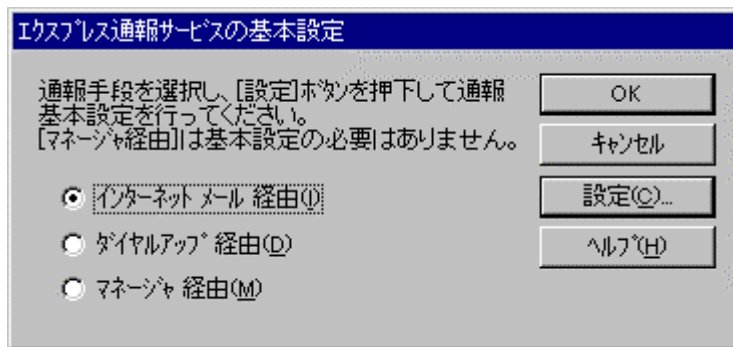 ｴｸｽﾌﾟﾚｽ通報ｻｰﾋﾞｽの基本設定
通報手段を選択し、[設定]ﾎﾞﾀﾝを押下して通報
基本設定を行ってください。
[ﾏﾈｰｼﾞｬ経由]は基本設定の必要はありません。
OK
ｷｬﾝｾﾙ
設定(C)...
ﾍﾙﾌﾟ(H)
ｲﾝﾀｰﾈｯﾄ ﾒｰﾙ 経由(I)
ﾀﾞｲﾔﾙｱｯﾌﾟ 経由(D)
ﾏﾈｰｼﾞｬ 経由(M)